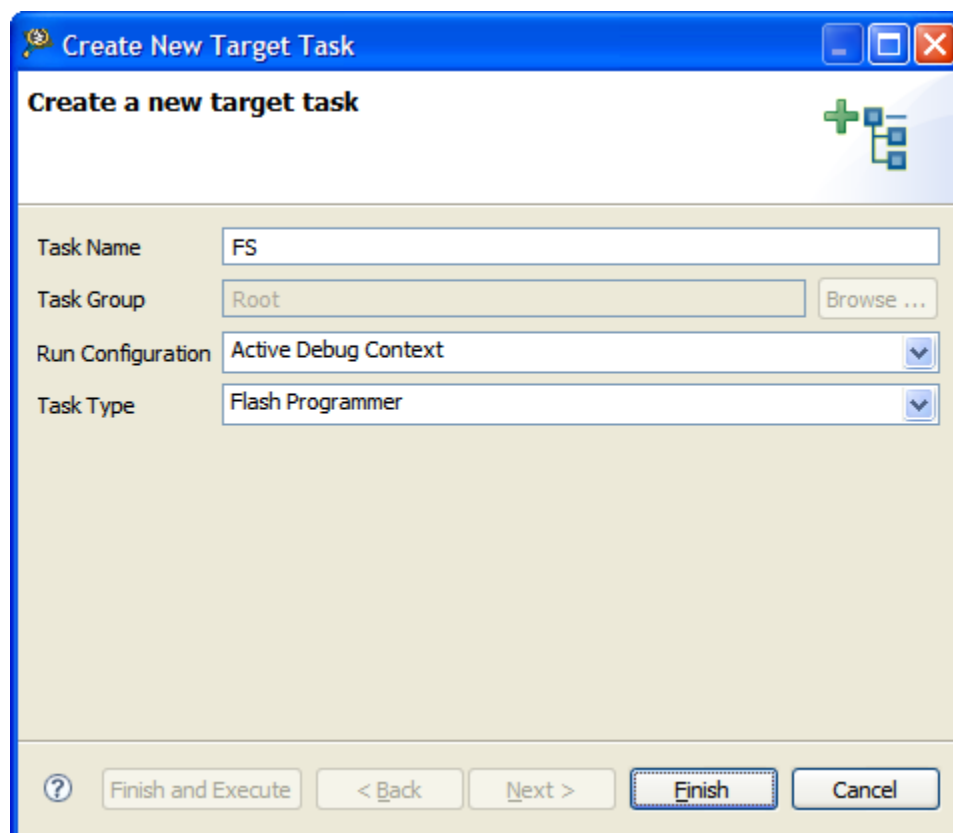 Create New Target Task
Create a new target task
Task Name FS
Task Group Root Browse ...
Run Configuration Active Debug Context
Task Type Flash Programmer
? Finish and Execute < Back Next > Finish Cancel